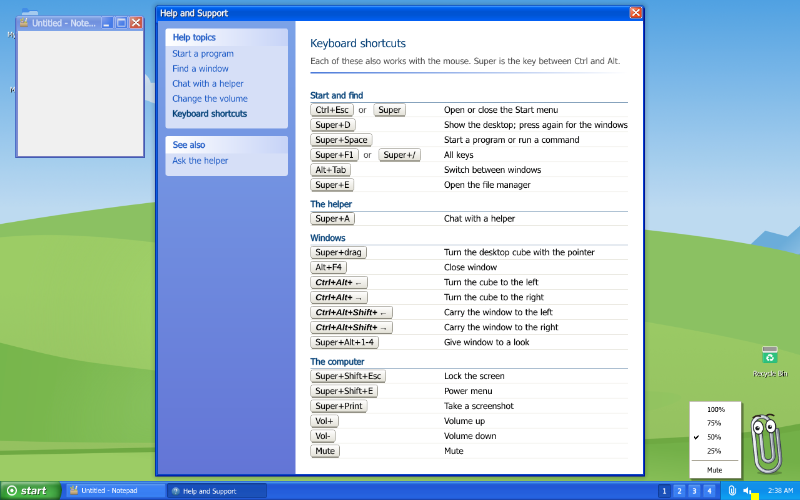 Untitled - Note...
Help and Support
Help topics
Start a program
Find a window
Chat with a helper
Change the volume
Keyboard shortcuts
See also
Ask the helper
Keyboard shortcuts
Each of these also works with the mouse. Super is the key between Ctrl and Alt.
Start and find
Ctrl+Esc or Super Open or close the Start menu
Super+D Show the desktop; press again for the windows
Super+Space Start a program or run a command
Super+F1 or Super+/ All keys
Alt+Tab Switch between windows
Super+E Open the file manager
The helper
Super+A Chat with a helper
Windows
Super+drag Turn the desktop cube with the pointer
Alt+F4 Close window
Ctrl+Alt+ ← Turn the cube to the left
Ctrl+Alt+ → Turn the cube to the right
Ctrl+Alt+Shift+ ← Carry the window to the left
Ctrl+Alt+Shift+ → Carry the window to the right
Super+Alt+1-4 Give window to a look
The computer
Super+Shift+Esc Lock the screen
Super+Shift+E Power menu
Super+Print Take a screenshot
Vol+ Volume up
Vol- Volume down
Mute Mute
Recycle Bin
100%
75%
50%
25%
Mute
start
Untitled - Notepad
Help and Support
1 2 3 4
2:38 AM